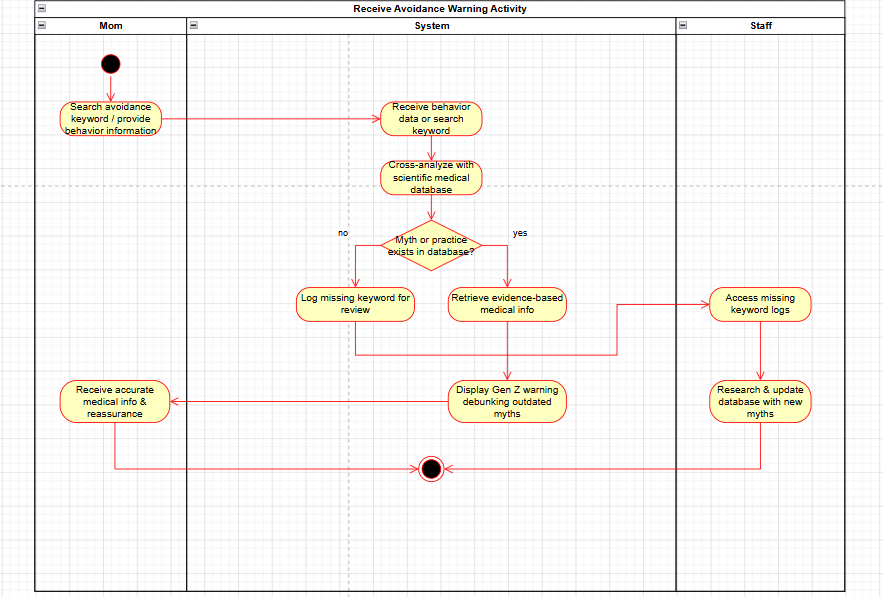 Receive Avoidance Warning Activity
Mom
System
Staff
Search avoidance
keyword / provide
behavior information
Receive behavior
data or search
keyword
Cross-analyze with
scientific medical
database
no
yes
Myth or practice
exists in database?
Log missing keyword for
review
Retrieve evidence-based
medical info
Access missing
keyword logs
Receive accurate
medical info &
reassurance
Display Gen Z warning
debunking outdated
myths
Research & update
database with new
myths